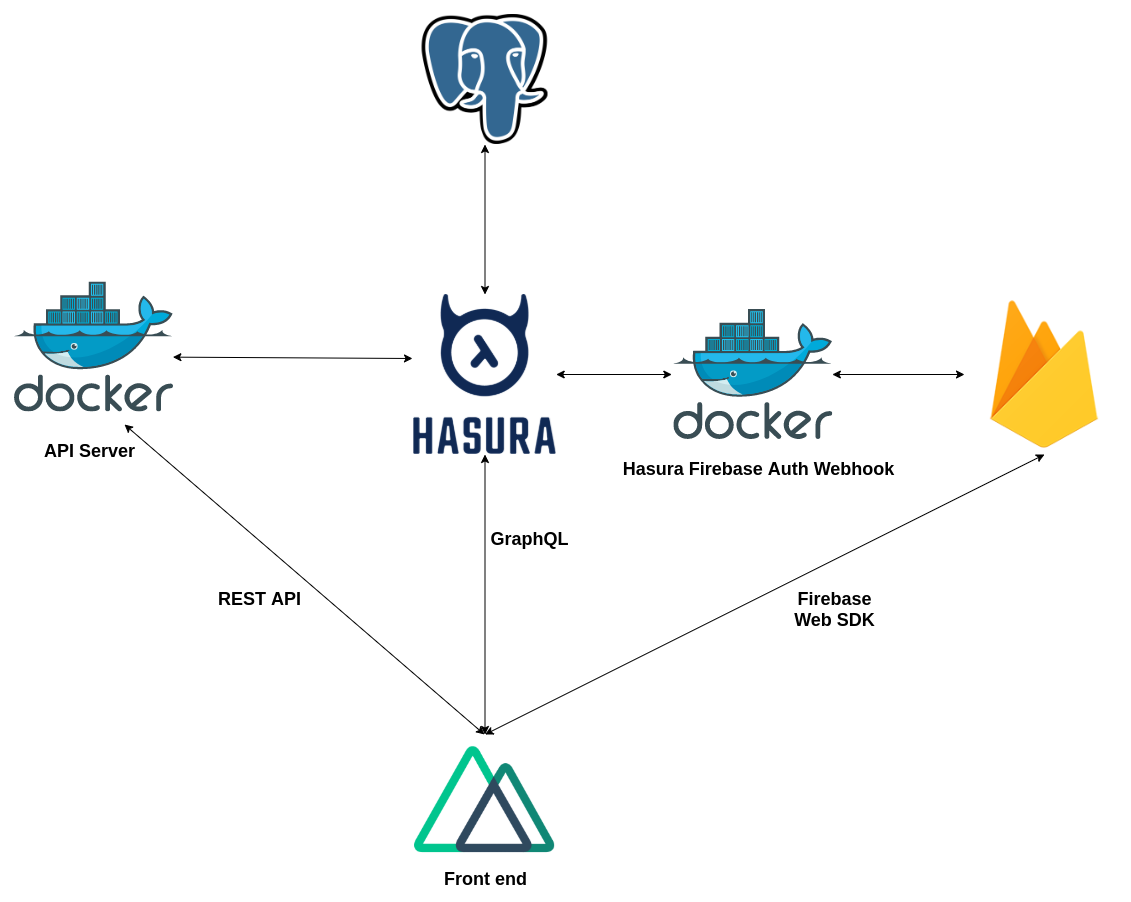 docker
API Server
HASURA
docker
Hasura Firebase Auth Webhook
GraphQL
REST API
Firebase
Web SDK
Front end